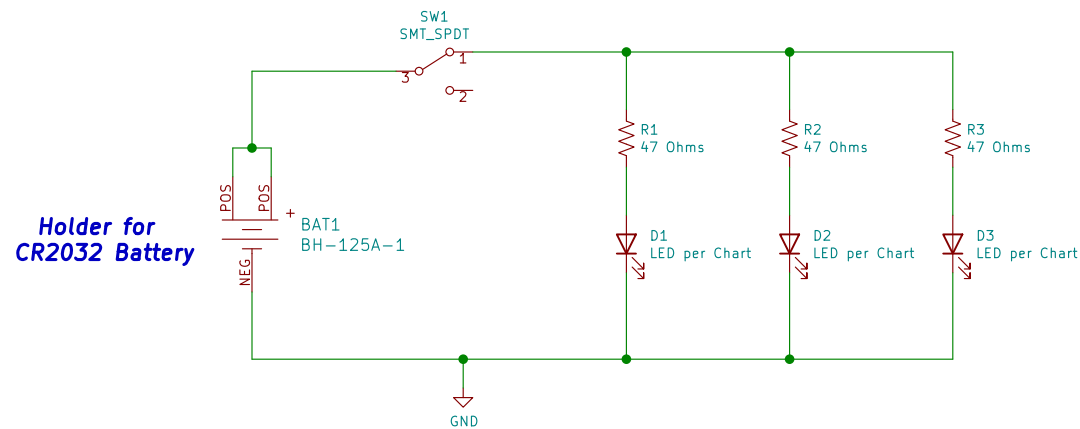 SW1
SMT_SPDT
1
3
2
R1
47 Ohms
R2
47 Ohms
R3
47 Ohms
POS
POS
+
Holder for
CR2032 Battery
BAT1
BH-125A-1
NEG
D1
LED per Chart
D2
LED per Chart
D3
LED per Chart
GND